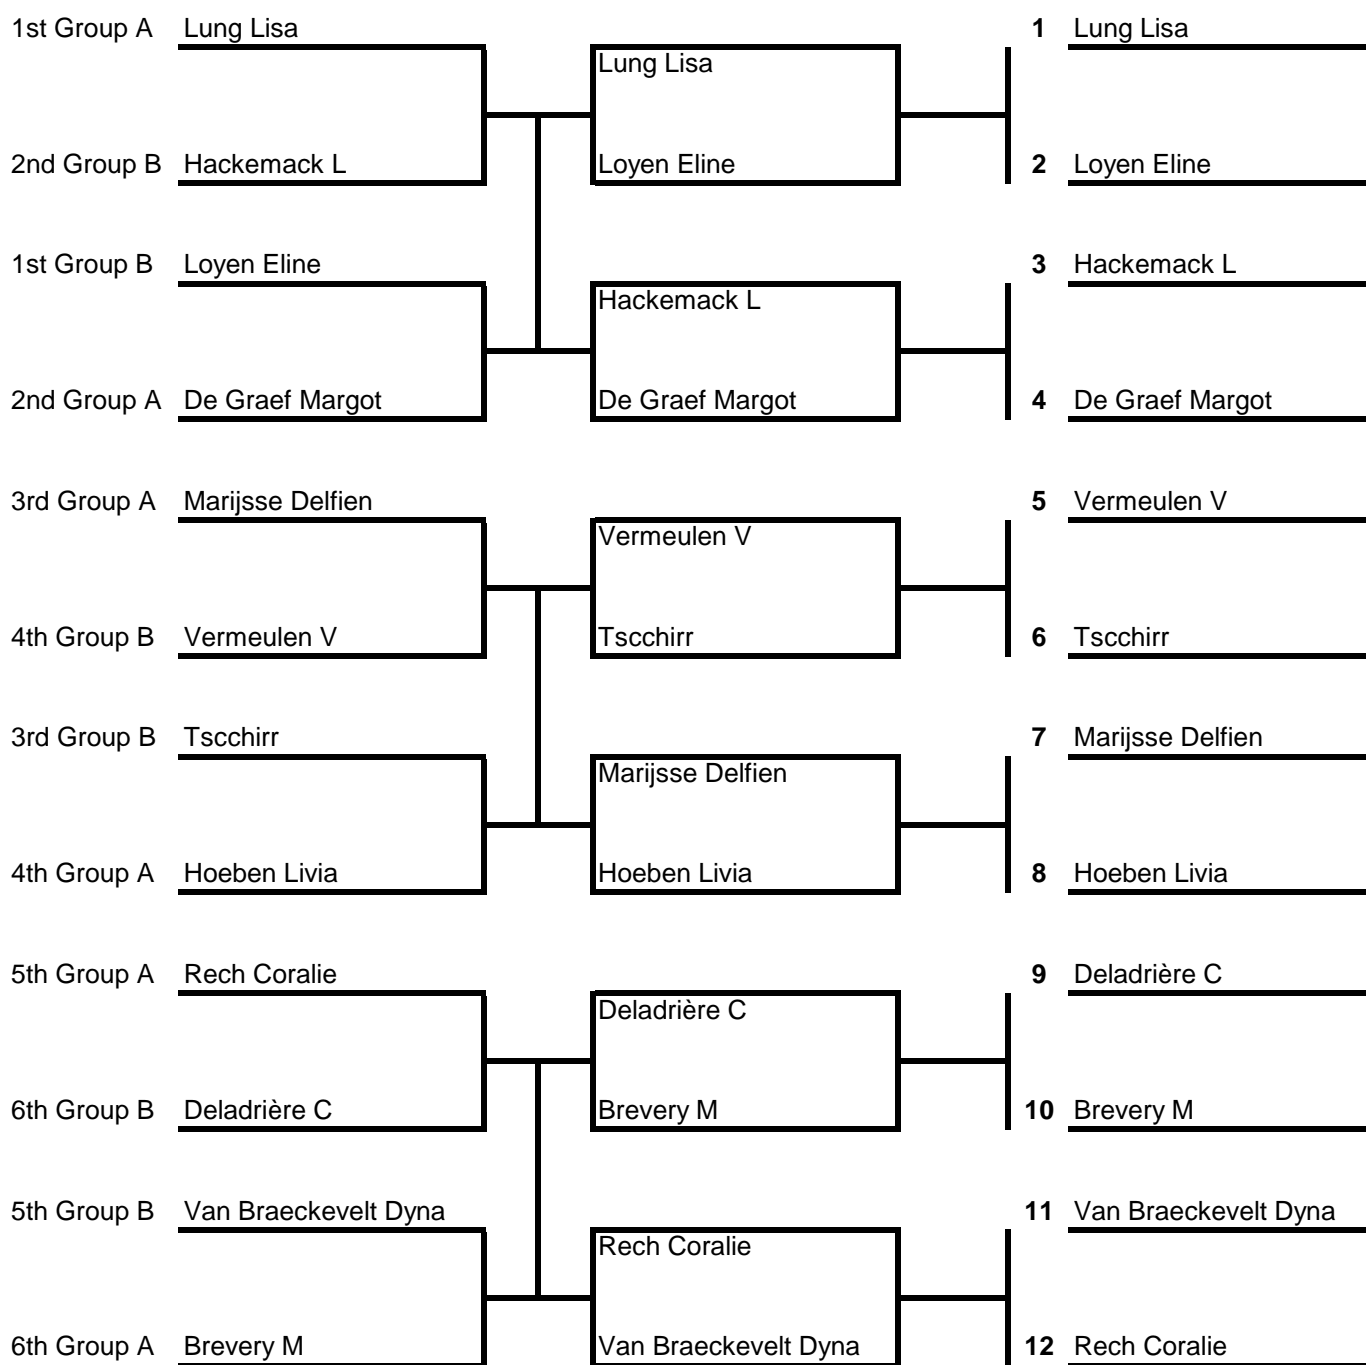 1st Group A Lung Lisa 1 Lung Lisa
Lung Lisa
2nd Group B Hackemack L Loyen Eline 2 Loyen Eline
1st Group B Loyen Eline 3 Hackemack L
Hackemack L
2nd Group A De Graef Margot De Graef Margot 4 De Graef Margot
3rd Group A Marijsse Delfien 5 Vermeulen V
Vermeulen V
4th Group B Vermeulen V Tscchirr 6 Tscchirr
3rd Group B Tscchirr 7 Marijsse Delfien
Marijsse Delfien
4th Group A Hoeben Livia Hoeben Livia 8 Hoeben Livia
5th Group A Rech Coralie 9 Deladrière C
Deladrière C
6th Group B Deladrière C Brevery M 10 Brevery M
5th Group B Van Braeckevelt Dyna 11 Van Braeckevelt Dyna
Rech Coralie
6th Group A Brevery M Van Braeckevelt Dyna 12 Rech Coralie